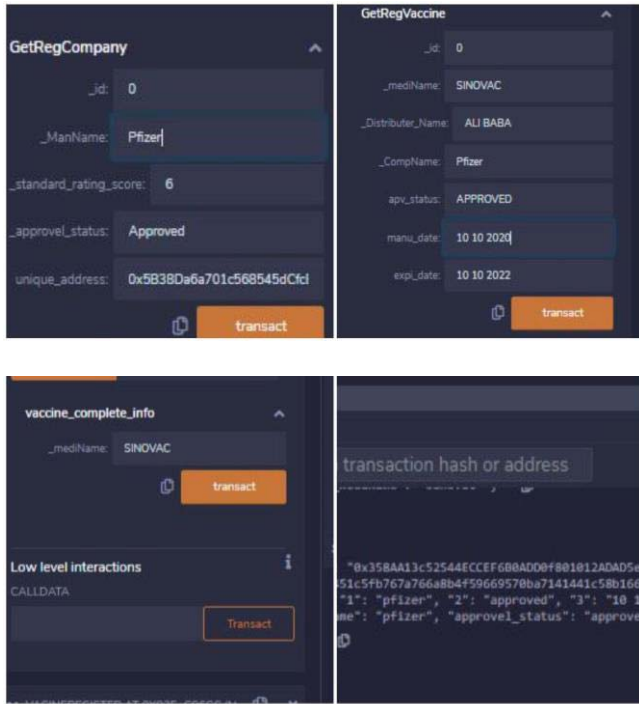 GetRegCompany
_id: 0
_ManName: Pfizer
_standard_rating_score: 6
_approvel_status: Approved
unique_address: 0x5B38Da6a701c568545dCfcl
transact
GetRegVaccine
_id: 0
_mediName: SINOVAC
_Distributer_Name: ALI BABA
_CompName: Pfizer
apv_status: APPROVED
manu_date: 10 10 2020
expi_date: 10 10 2022
transact
vaccine_complete_info
_mediName: SINOVAC
transact
Low level interactions
i
CALLDATA
Transact
transaction hash or address
"0x358AA13c52544ECCEF6B0ADD0f801012ADAD5e
451c5fb767a766a8b4f59669570ba7141441c58b166
"1": "pfizer", "2": "approved", "3": "10 1
me": "pfizer", "approvel_status": "approve